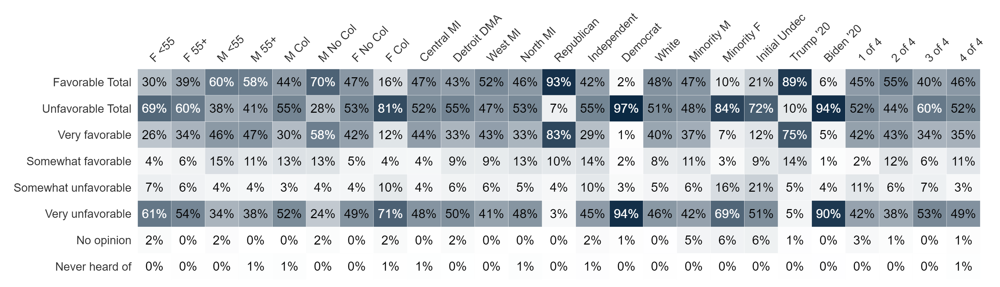 F <55 F 55+ M <55 M 55+ M Col M No Col F No Col F Col Central MI Detroit DMA West MI North MI Republican Independent Democrat White Minority M Minority F Initial Undec Trump '20 Biden '20 1 of 4 2 of 4 3 of 4 4 of 4
Favorable Total 30% 39% 60% 58% 44% 70% 47% 16% 47% 43% 52% 46% 93% 42% 2% 48% 47% 10% 21% 89% 6% 45% 55% 40% 46%
Unfavorable Total 69% 60% 38% 41% 55% 28% 53% 81% 52% 55% 47% 53% 7% 55% 97% 51% 48% 84% 72% 10% 94% 52% 44% 60% 52%
Very favorable 26% 34% 46% 47% 30% 58% 42% 12% 44% 33% 43% 33% 83% 29% 1% 40% 37% 7% 12% 75% 5% 42% 43% 34% 35%
Somewhat favorable 4% 6% 15% 11% 13% 13% 5% 4% 4% 9% 9% 13% 10% 14% 2% 8% 11% 3% 9% 14% 1% 2% 12% 6% 11%
Somewhat unfavorable 7% 6% 4% 4% 3% 4% 4% 10% 4% 6% 6% 5% 4% 10% 3% 5% 6% 16% 21% 5% 4% 11% 6% 7% 3%
Very unfavorable 61% 54% 34% 38% 52% 24% 49% 71% 48% 50% 41% 48% 3% 45% 94% 46% 42% 69% 51% 5% 90% 42% 38% 53% 49%
No opinion 2% 0% 2% 0% 0% 2% 0% 2% 0% 2% 0% 0% 0% 2% 1% 0% 5% 6% 6% 1% 0% 3% 1% 0% 1%
Never heard of 0% 0% 0% 1% 1% 0% 0% 1% 1% 0% 0% 1% 0% 1% 0% 0% 0% 0% 0% 0% 0% 0% 0% 0% 1%